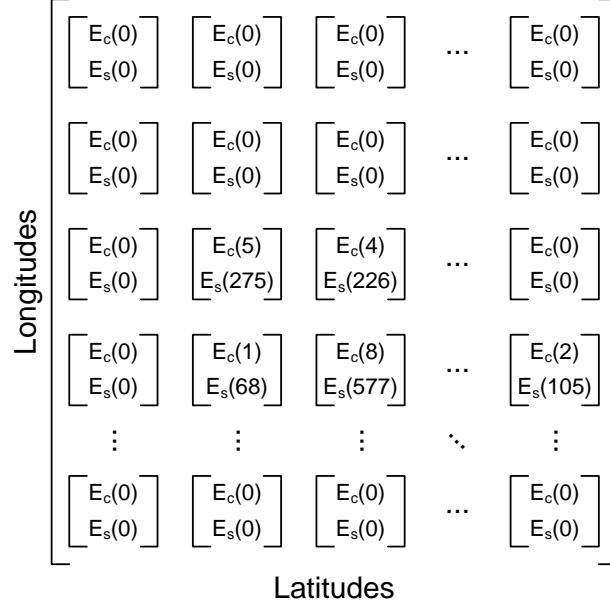 E_c(0) E_c(0) E_c(0) ... E_c(0)
E_s(0) E_s(0) E_s(0) E_s(0)
E_c(0) E_c(0) E_c(0) ... E_c(0)
E_s(0) E_s(0) E_s(0) E_s(0)
E_c(0) E_c(5) E_c(4) ... E_c(0)
E_s(0) E_s(275) E_s(226) E_s(0)
E_c(0) E_c(1) E_c(8) ... E_c(2)
E_s(0) E_s(68) E_s(577) E_s(105)
⋮ ⋮ ⋮ ⋱ ⋮
E_c(0) E_c(0) E_c(0) ... E_c(0)
E_s(0) E_s(0) E_s(0) E_s(0)
Longitudes
Latitudes